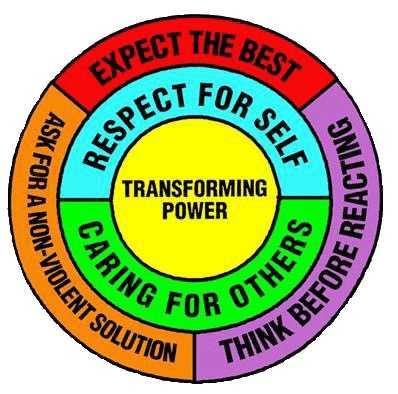 EXPECT THE BEST
RESPECT FOR SELF
ASK FOR A NON-VIOLENT SOLUTION
THINK BEFORE REACTING
TRANSFORMING
POWER
CARING FOR OTHERS